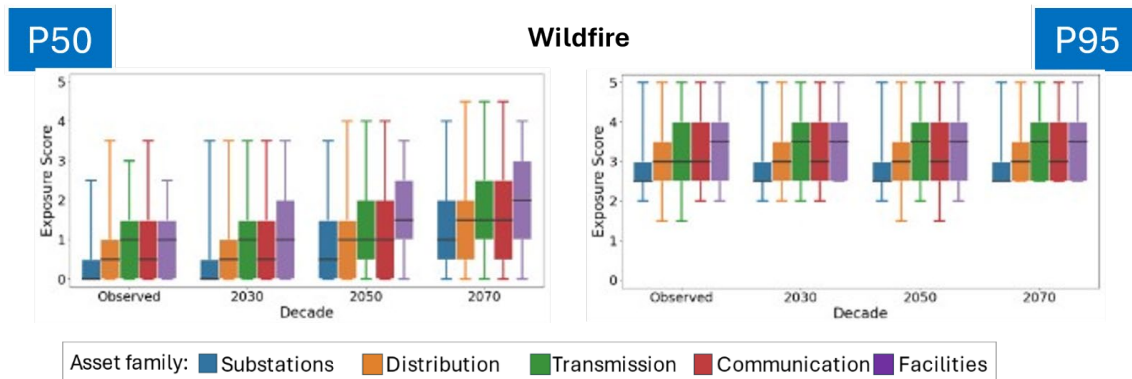 P50
Wildfire
P95
5
4
3
2
1
0
Exposure Score
Observed 2030 2050 2070
Decade
5
4
3
2
1
0
Exposure Score
Observed 2030 2050 2070
Decade
Asset family: Substations Distribution Transmission Communication Facilities